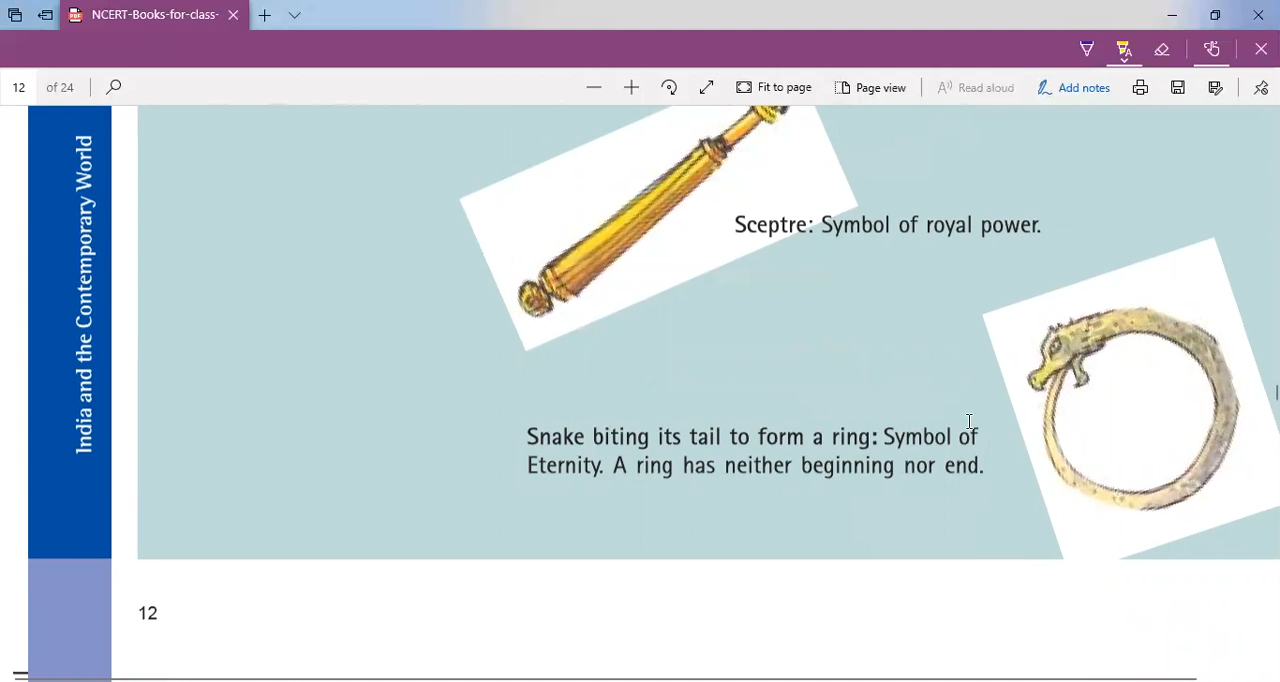 NCERT-Books-for-class-
12 of 24
Fit to page
Page view
Read aloud
Add notes
India and the Contemporary World
Sceptre: Symbol of royal power.
Snake biting its tail to form a ring: Symbol of
Eternity. A ring has neither beginning nor end.
12